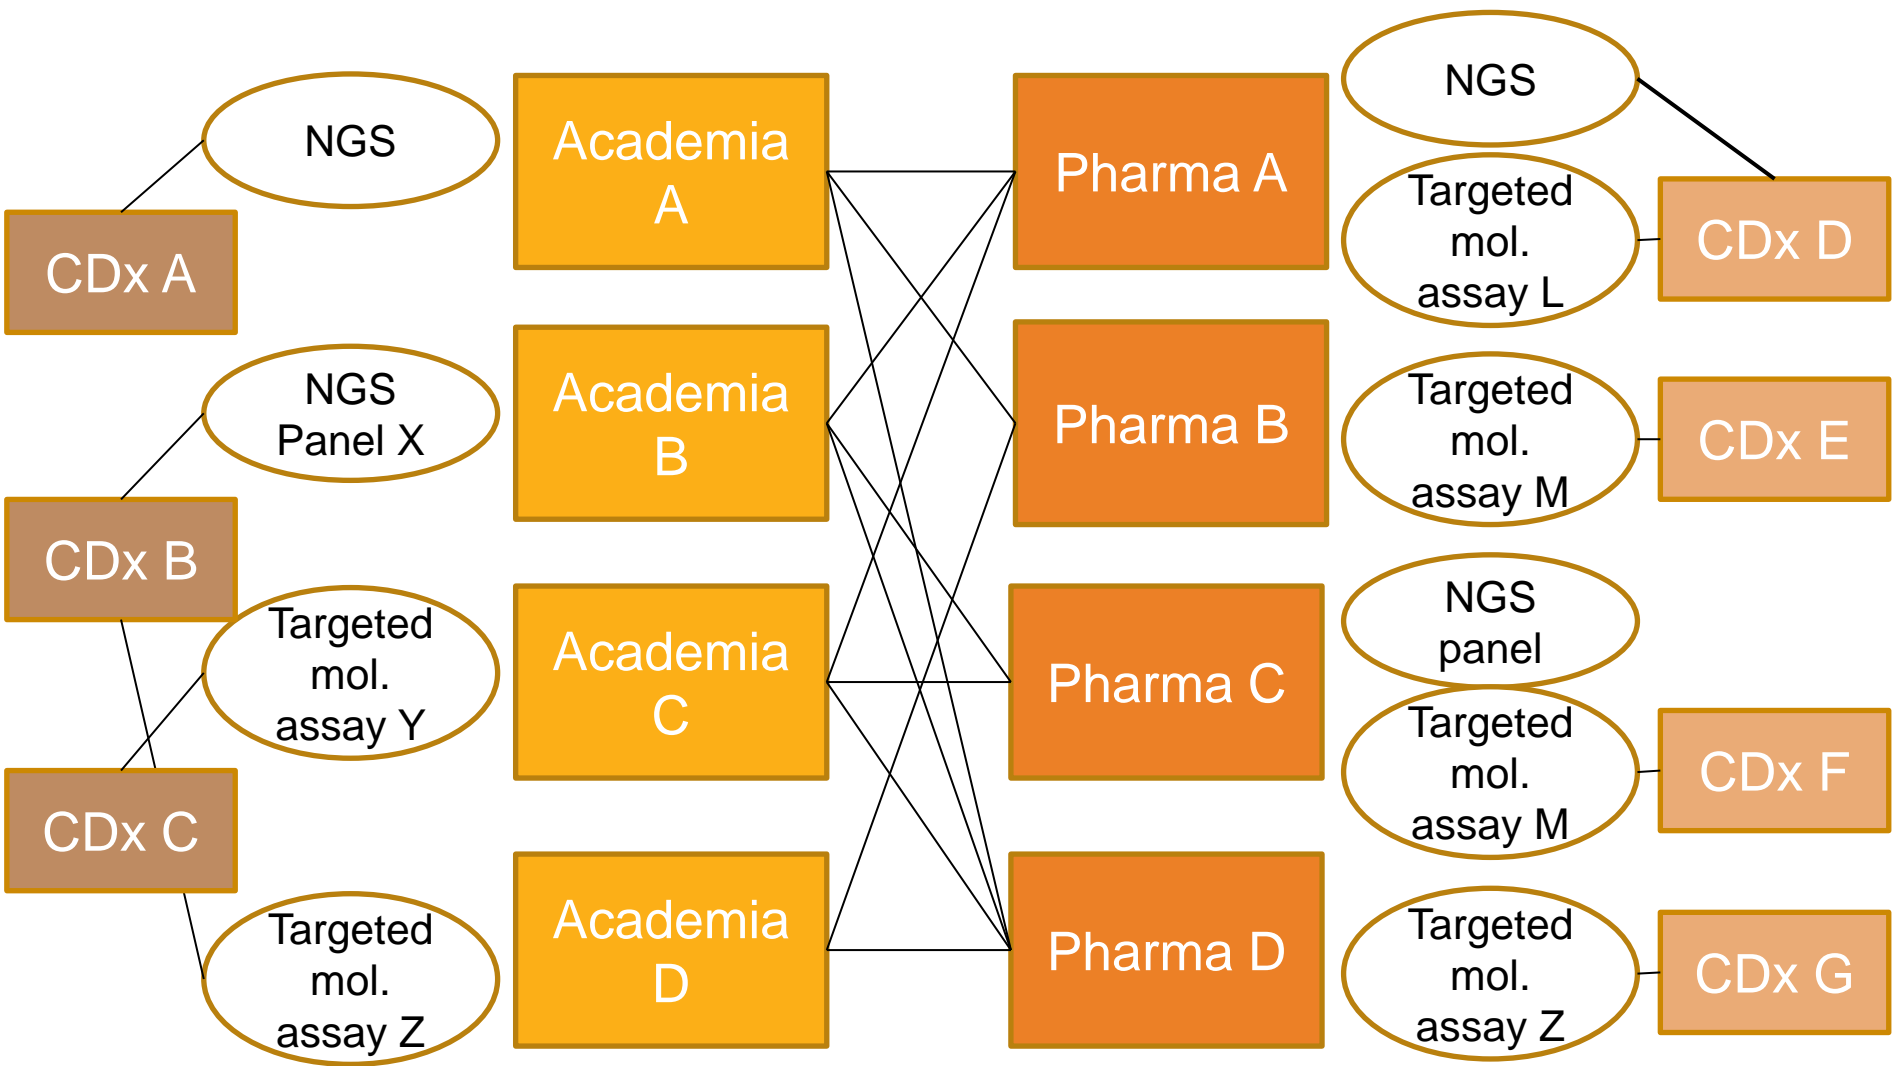 NGS
CDx A
NGS
Panel X
CDx B
Targeted
mol.
assay Y
CDx C
Targeted
mol.
assay Z
Academia
A
Academia
B
Academia
C
Academia
D
Pharma A
Pharma B
Pharma C
Pharma D
NGS
Targeted
mol.
assay L
CDx D
Targeted
mol.
assay M
CDx E
NGS
panel
Targeted
mol.
assay M
CDx F
Targeted
mol.
assay Z
CDx G